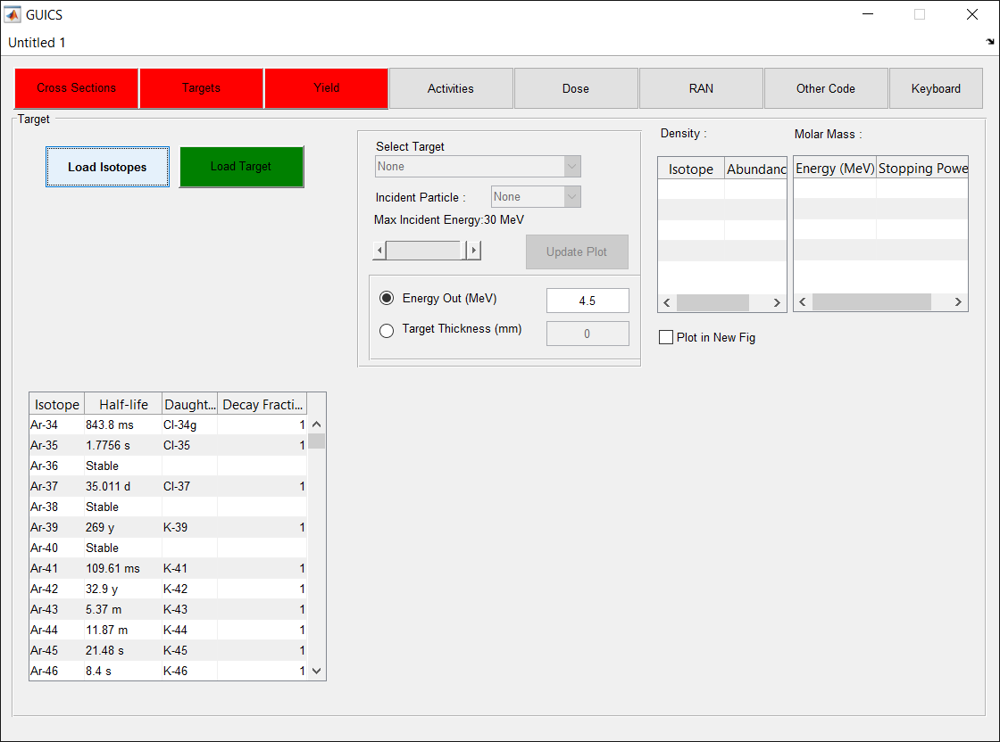 GUICS
Untitled 1
Cross Sections Targets Yield Activities Dose RAN Other Code Keyboard
Target
Load Isotopes Load Target
Select Target
None
Incident Particle : None
Max Incident Energy:30 MeV
Update Plot
Energy Out (MeV) 4.5
Target Thickness (mm) 0
Density : Molar Mass :
Isotope Abundanc Energy (MeV) Stopping Powe
Plot in New Fig
Isotope Half-life Daught... Decay Fracti...
Ar-34 843.8 ms Cl-34g 1
Ar-35 1.7756 s Cl-35 1
Ar-36 Stable
Ar-37 35.011 d Cl-37 1
Ar-38 Stable
Ar-39 269 y K-39 1
Ar-40 Stable
Ar-41 109.61 ms K-41 1
Ar-42 32.9 y K-42 1
Ar-43 5.37 m K-43 1
Ar-44 11.87 m K-44 1
Ar-45 21.48 s K-45 1
Ar-46 8.4 s K-46 1